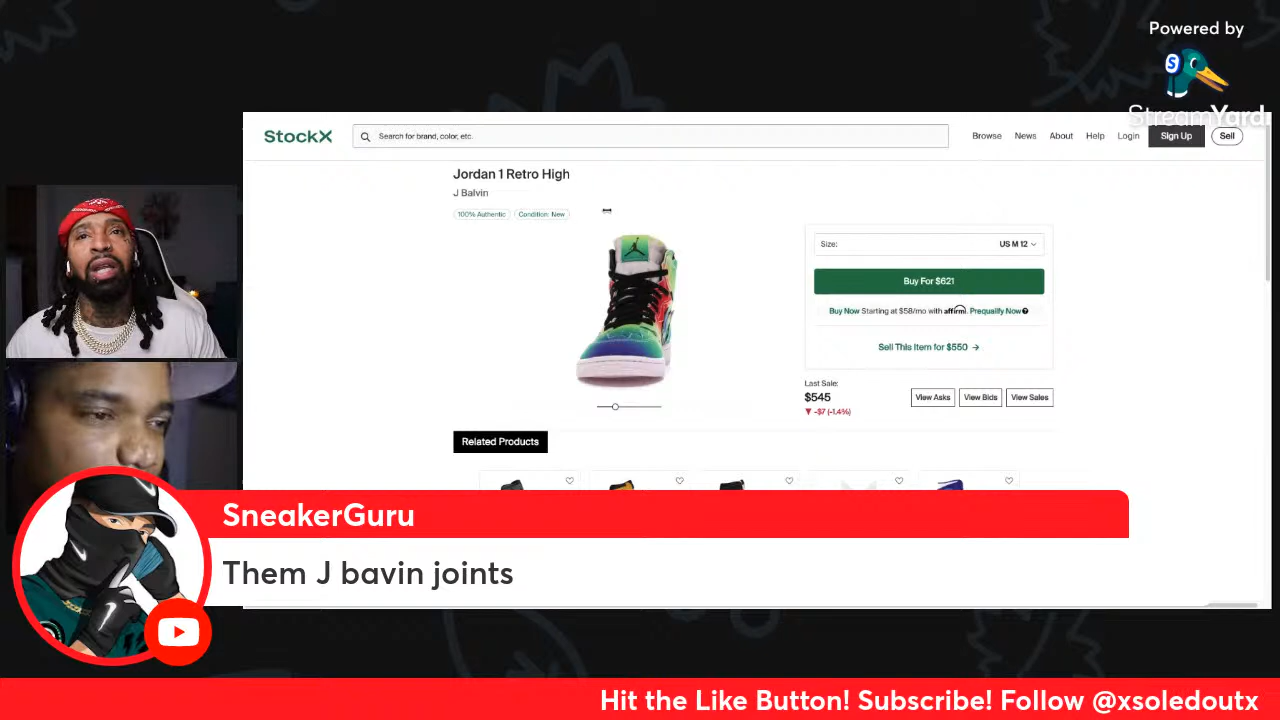 Powered by
StreamYard
StockX
Search for brand, color, etc.
Browse News About Help Login Sign Up Sell
Jordan 1 Retro High
J Balvin
100% Authentic Condition: New
Size: US M 12
Buy For $621
Buy Now Starting at $58/mo with affirm. Prequalify Now
Sell This Item for $550 →
Last Sale:
$545
▼ -$7 (-1.4%)
View Asks View Bids View Sales
Related Products
SneakerGuru
Them J bavin joints
Hit the Like Button! Subscribe! Follow @xsoledoutx